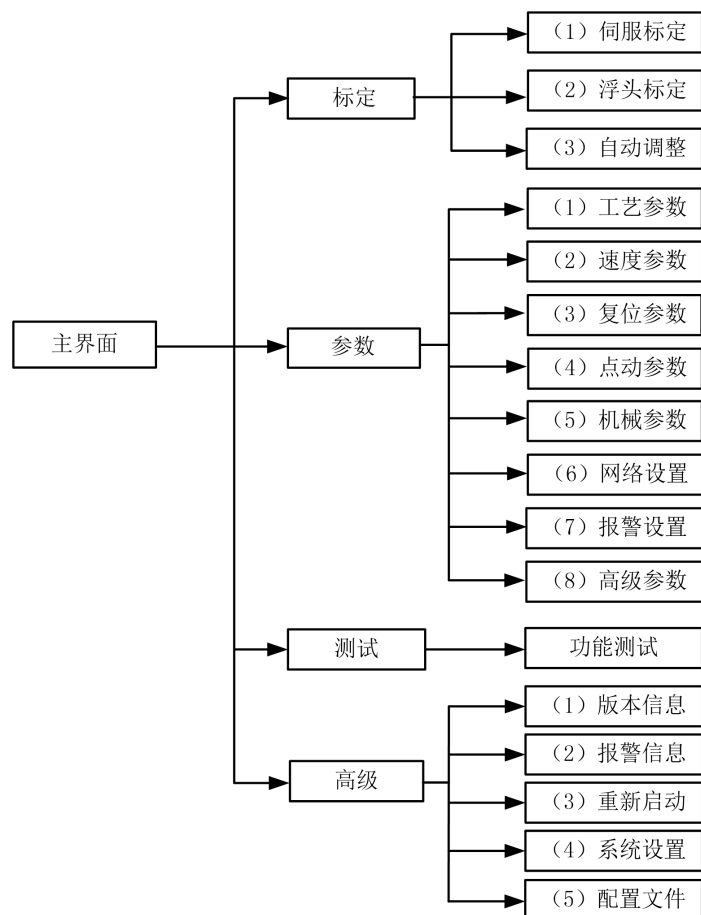 主界面
标定
（1）伺服标定
（2）浮头标定
（3）自动调整
参数
（1）工艺参数
（2）速度参数
（3）复位参数
（4）点动参数
（5）机械参数
（6）网络设置
（7）报警设置
（8）高级参数
测试
功能测试
高级
（1）版本信息
（2）报警信息
（3）重新启动
（4）系统设置
（5）配置文件